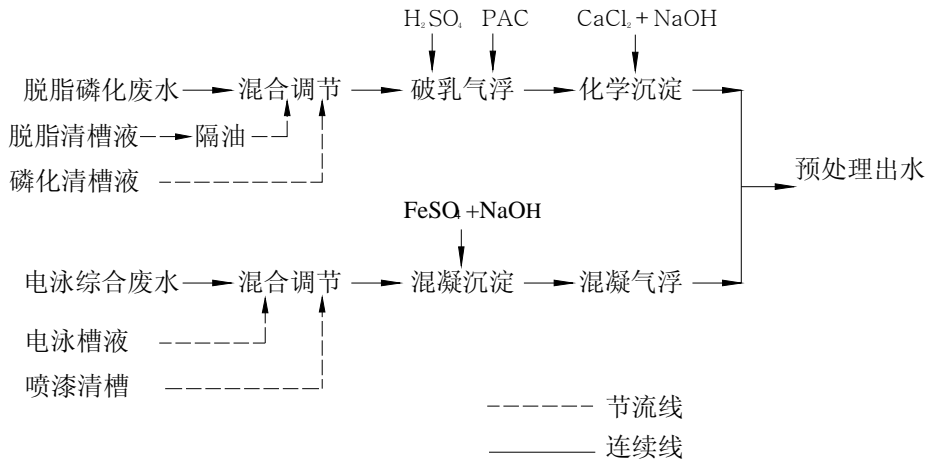 H₂SO₄ PAC CaCl₂+NaOH
脱脂磷化废水 混合调节 破乳气浮 化学沉淀
脱脂清槽液 隔油
磷化清槽液
预处理出水
FeSO₄+NaOH
电泳综合废水 混合调节 混凝沉淀 混凝气浮
电泳槽液
喷漆清槽
节流线
连续线